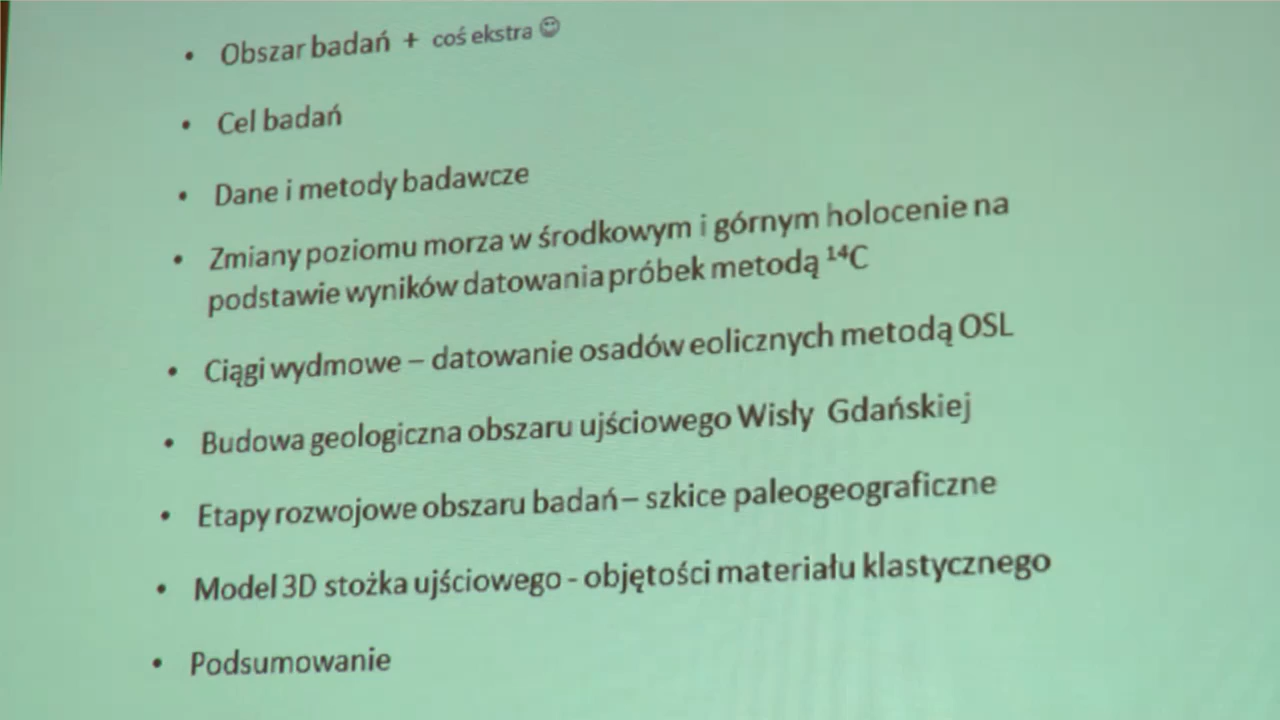 • Obszar badań + coś ekstra ☺
• Cel badań
• Dane i metody badawcze
• Zmiany poziomu morza w środkowym i górnym holocenie na
podstawie wyników datowania próbek metodą ¹⁴C
• Ciągi wydmowe – datowanie osadów eolicznych metodą OSL
• Budowa geologiczna obszaru ujściowego Wisły Gdańskiej
• Etapy rozwojowe obszaru badań – szkice paleogeograficzne
• Model 3D stożka ujściowego - objętości materiału klastycznego
• Podsumowanie